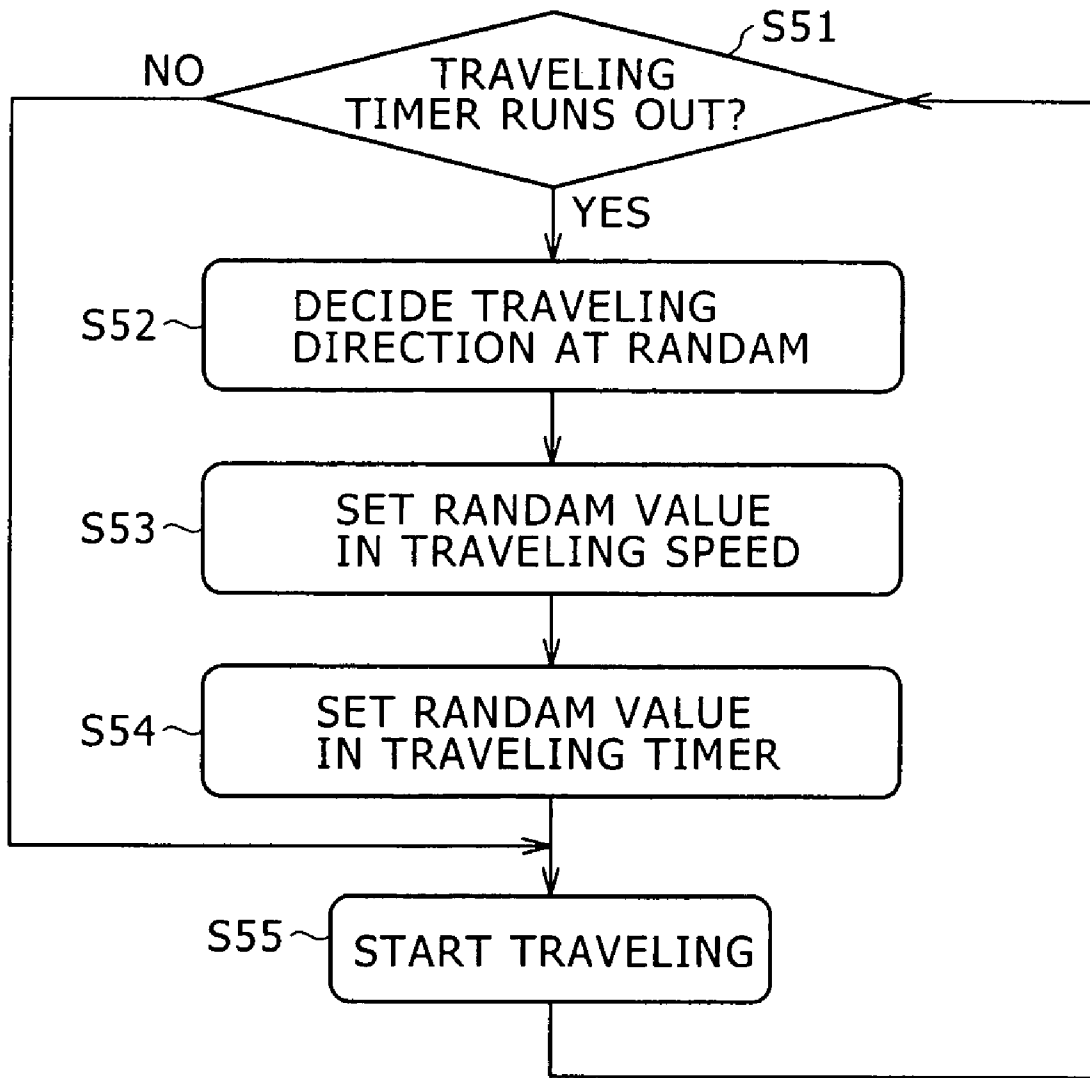 S51
TRAVELING
TIMER RUNS OUT?
NO
YES
S52
DECIDE TRAVELING
DIRECTION AT RANDAM
S53
SET RANDAM VALUE
IN TRAVELING SPEED
S54
SET RANDAM VALUE
IN TRAVELING TIMER
S55
START TRAVELING